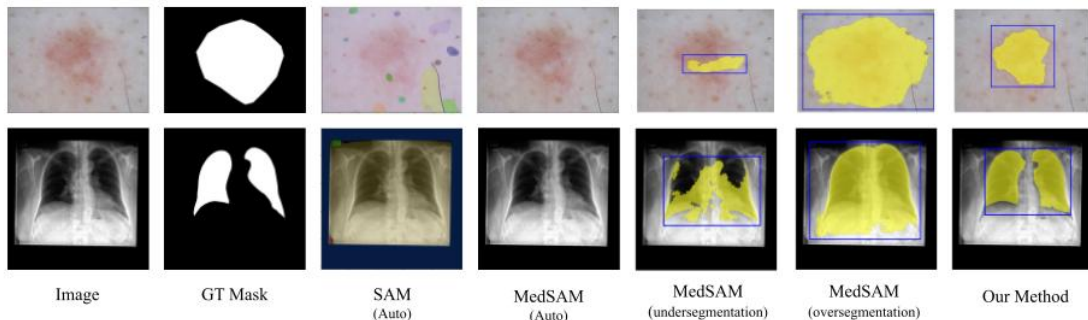 Image
GT Mask
SAM
(Auto)
MedSAM
(Auto)
MedSAM
(undersegmentation)
MedSAM
(oversegmentation)
Our Method